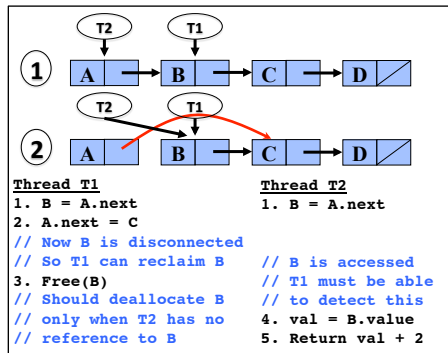 T2 T1
1 A B C D
T2 T1
2 A B C D
Thread T1 Thread T2
1. B = A.next 1. B = A.next
2. A.next = C
// Now B is disconnected
// So T1 can reclaim B // B is accessed
3. Free(B) // T1 must be able
// Should deallocate B // to detect this
// only when T2 has no 4. val = B.value
// reference to B 5. Return val + 2